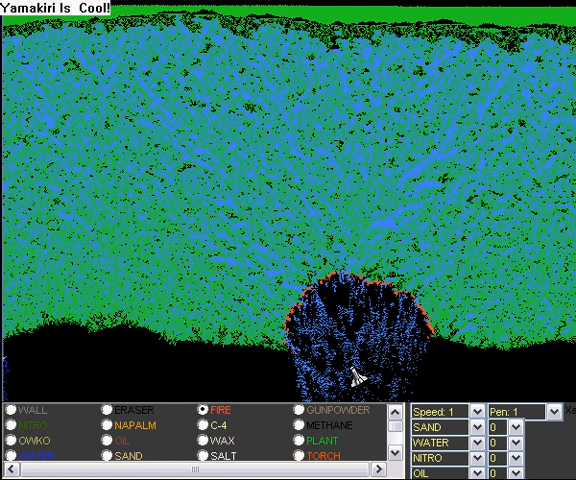 Yamakiri Is Cool!
WALL ERASER FIRE GUNPOWDER
NITRO NAPALM C-4 METHANE
OWKO OIL WAX PLANT
WATER SAND SALT TORCH
Speed: 1 Pen: 1
SAND 0
WATER 0
NITRO 0
OIL 0